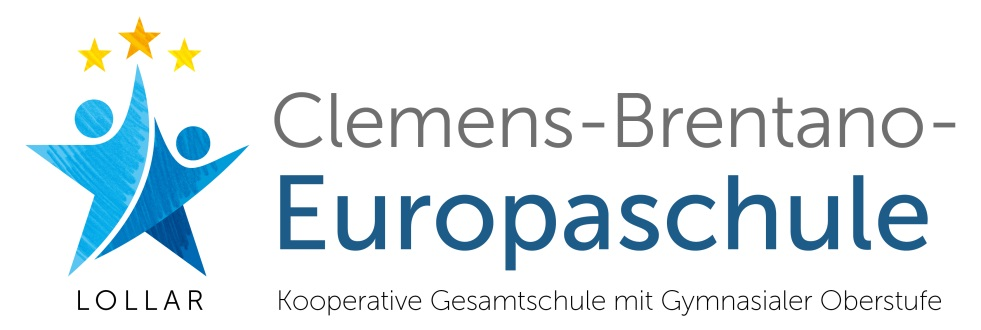 Clemens-Brentano-
Europaschule
LOLLAR
Kooperative Gesamtschule mit Gymnasialer Oberstufe